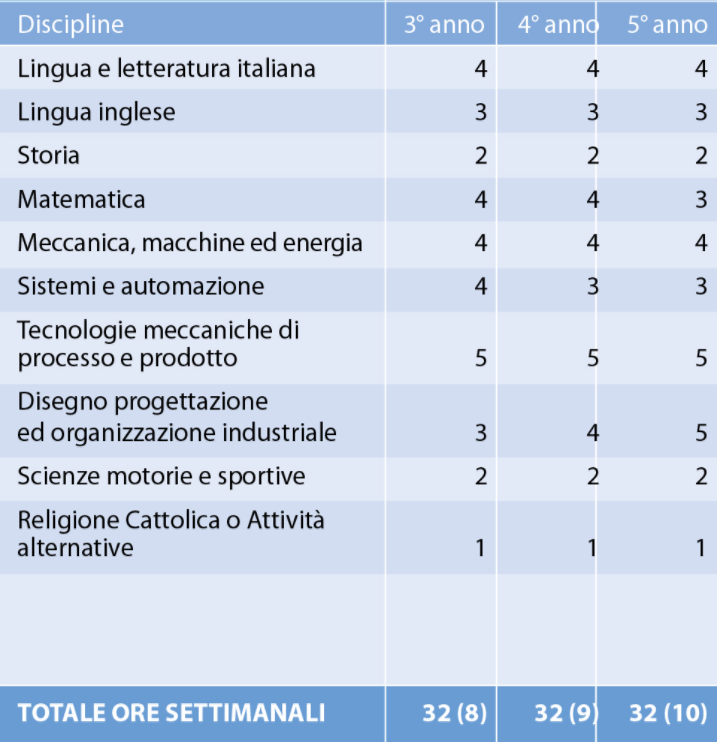 Discipline 3° anno 4° anno 5° anno
Lingua e letteratura italiana 4 4 4
Lingua inglese 3 3 3
Storia 2 2 2
Matematica 4 4 3
Meccanica, macchine ed energia 4 4 4
Sistemi e automazione 4 3 3
Tecnologie meccaniche di
processo e prodotto 5 5 5
Disegno progettazione
ed organizzazione industriale 3 4 5
Scienze motorie e sportive 2 2 2
Religione Cattolica o Attività
alternative 1 1 1
TOTALE ORE SETTIMANALI 32 (8) 32 (9) 32 (10)